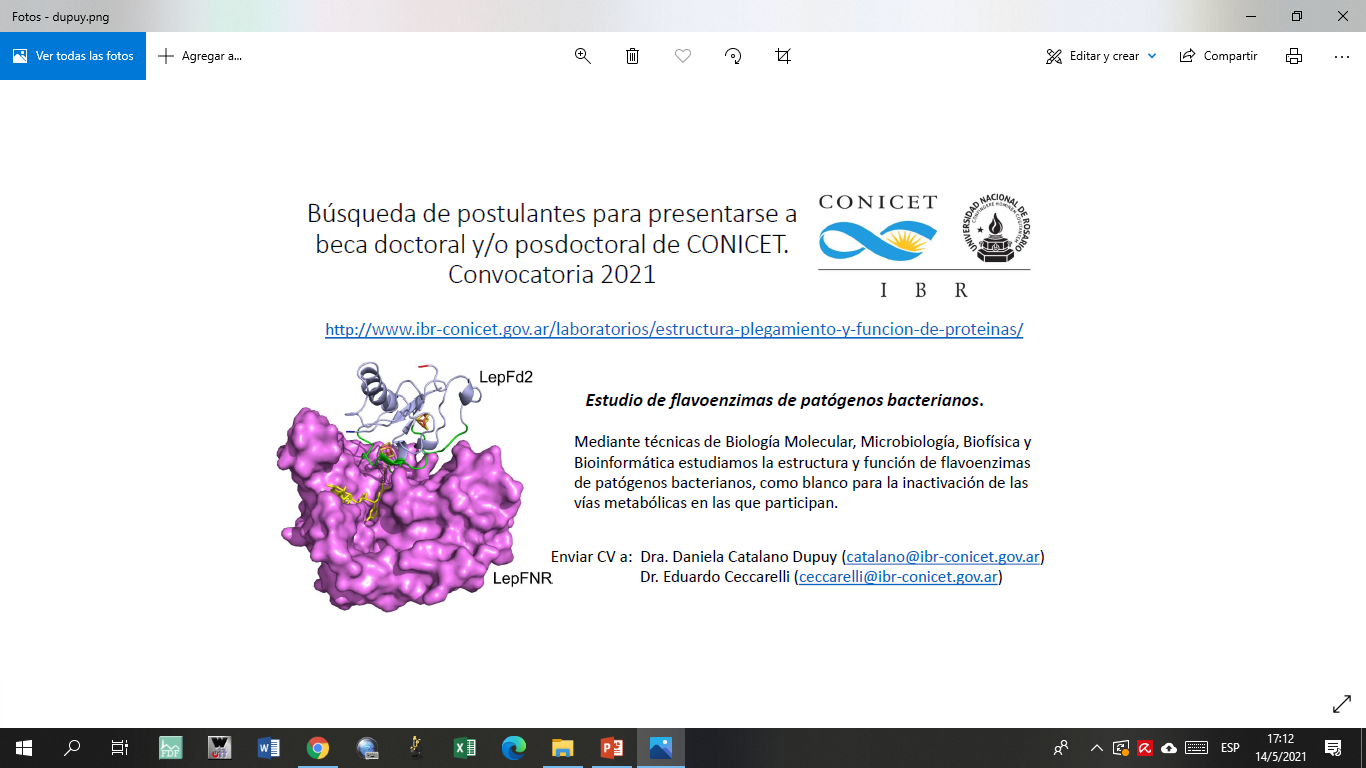 Fotos - dupuy.png
Ver todas las fotos
Agregar a...
Editar y crear
Compartir
Búsqueda de postulantes para presentarse a
beca doctoral y/o posdoctoral de CONICET.
Convocatoria 2021
CONICET
UNIVERSIDAD NACIONAL DE ROSARIO
I B R
http://www.ibr-conicet.gov.ar/laboratorios/estructura-plegamiento-y-funcion-de-proteinas/
LepFd2
LepFNR
Estudio de flavoenzimas de patógenos bacterianos.
Mediante técnicas de Biología Molecular, Microbiología, Biofísica y
Bioinformática estudiamos la estructura y función de flavoenzimas
de patógenos bacterianos, como blanco para la inactivación de las
vías metabólicas en las que participan.
Enviar CV a: Dra. Daniela Catalano Dupuy (catalano@ibr-conicet.gov.ar)
Dr. Eduardo Ceccarelli (ceccarelli@ibr-conicet.gov.ar)
ESP
17:12
14/5/2021